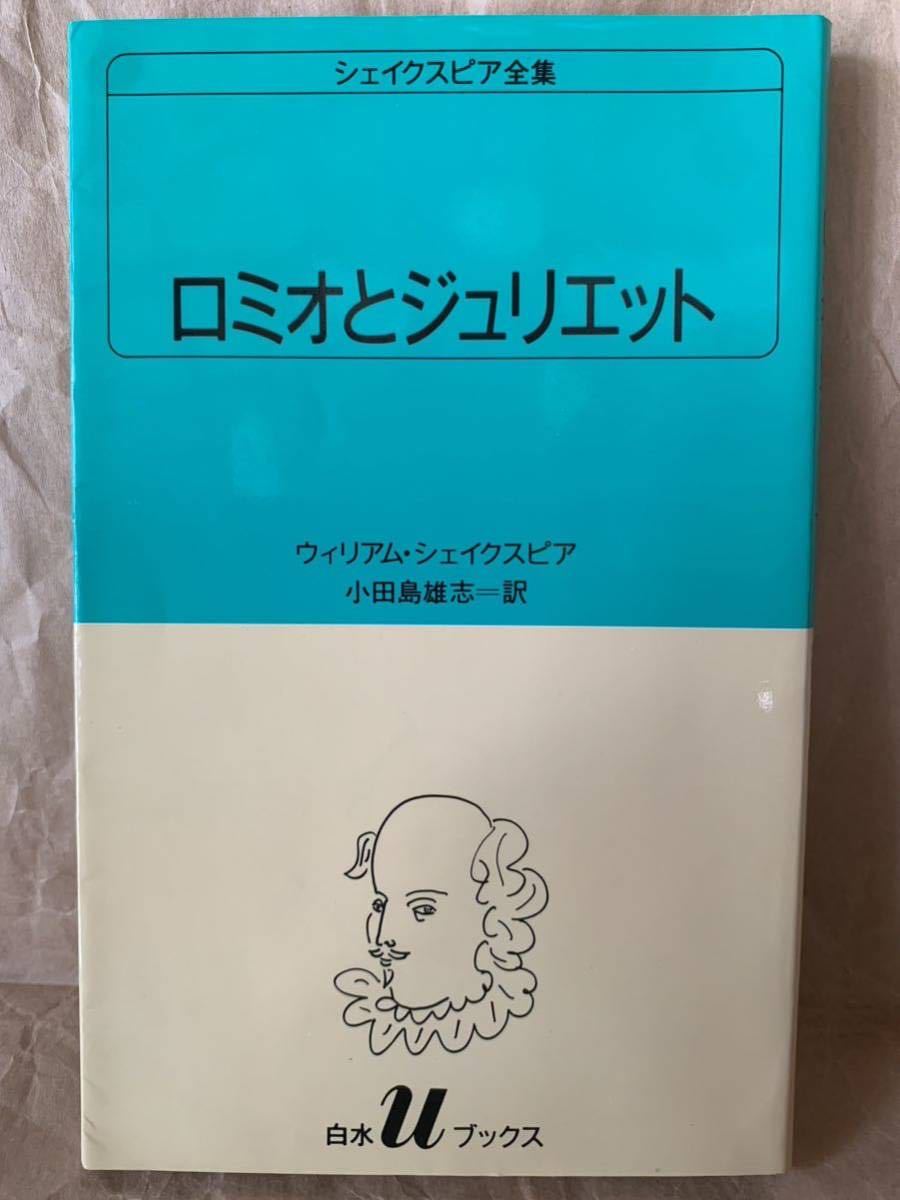 シェイクスピア全集
ロミオとジュリエット
ウィリアム・シェイクスピア
小田島雄志=訳
白水uブックス